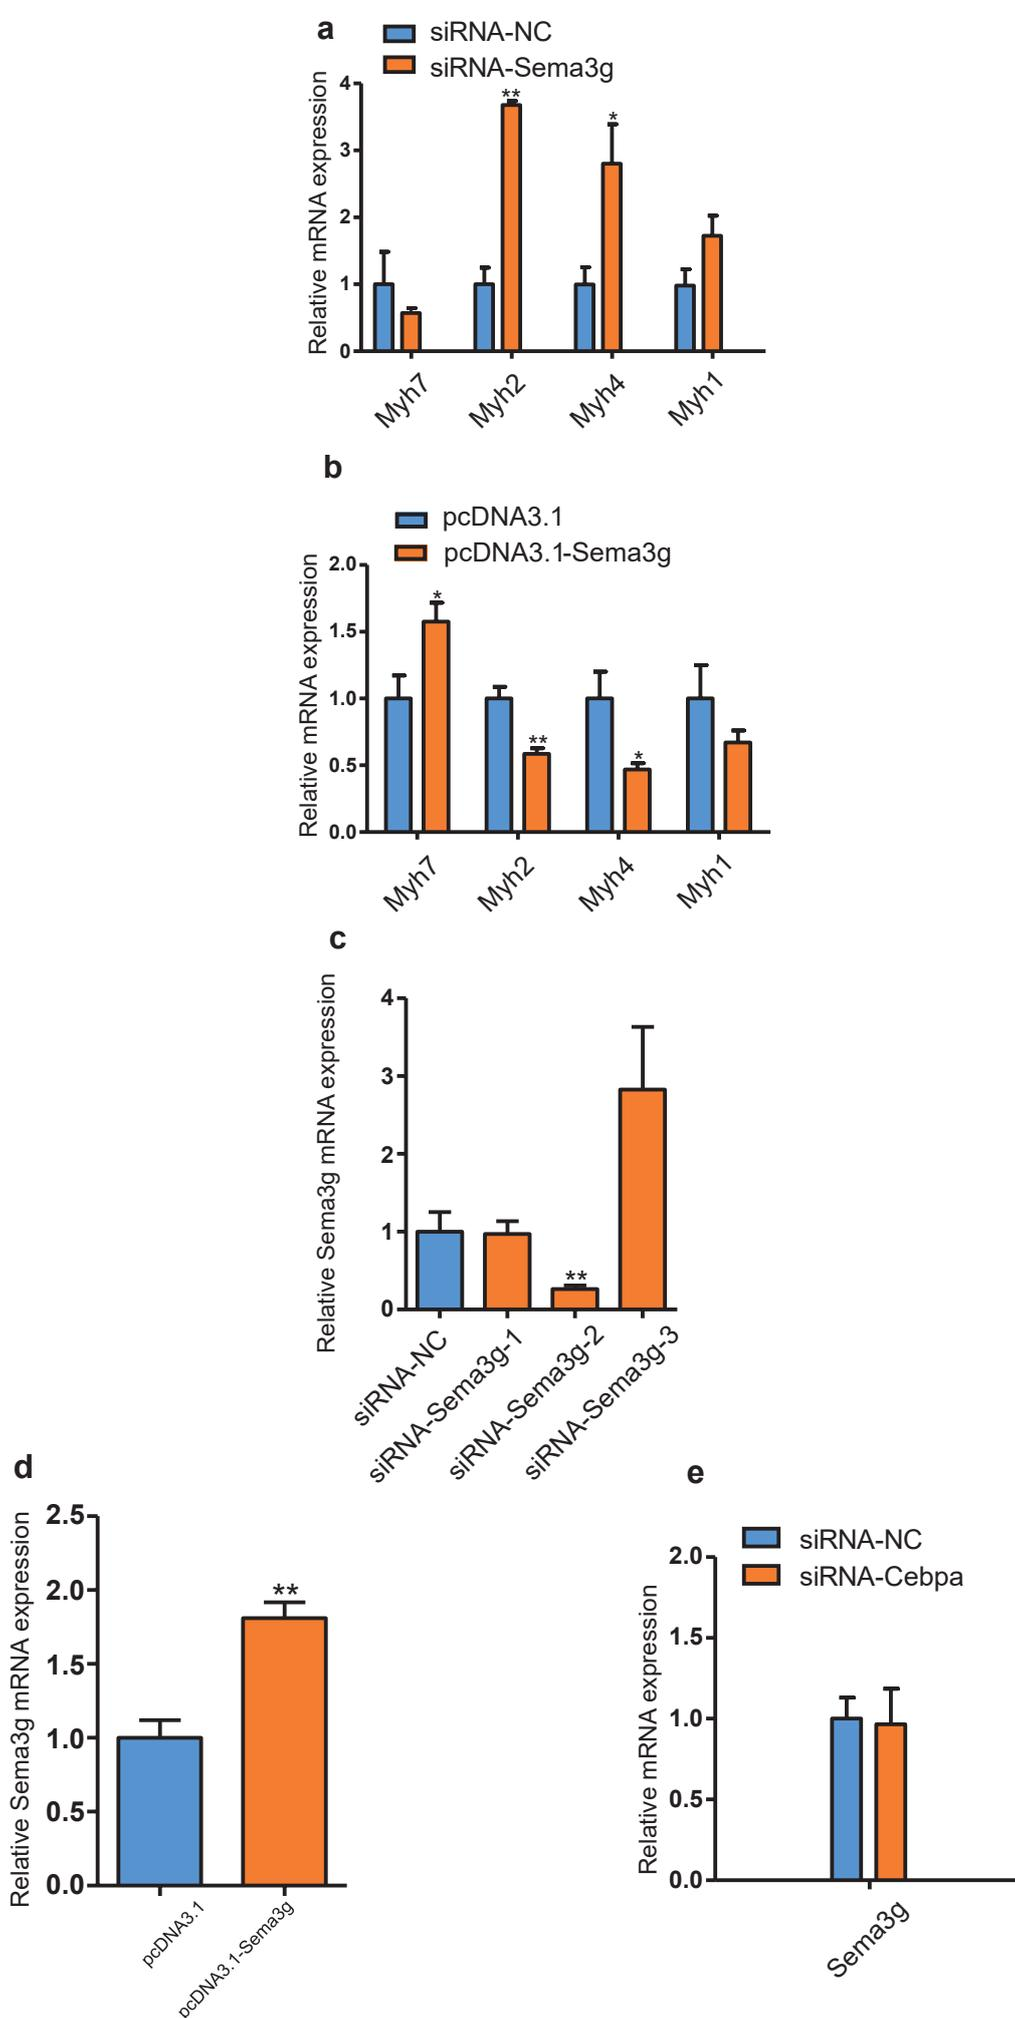 a
siRNA-NC
siRNA-Sema3g
Relative mRNA expression
4
3
2
1
0
**
*
Myh7
Myh2
Myh4
Myh1
b
pcDNA3.1
pcDNA3.1-Sema3g
Relative mRNA expression
2.0
1.5
1.0
0.5
0.0
*
**
*
Myh7
Myh2
Myh4
Myh1
c
Relative Sema3g mRNA expression
4
3
2
1
0
**
siRNA-NC
siRNA-Sema3g-1
siRNA-Sema3g-2
siRNA-Sema3g-3
d
Relative Sema3g mRNA expression
2.5
2.0
1.5
1.0
0.5
0.0
**
pcDNA3.1
pcDNA3.1-Sema3g
e
siRNA-NC
siRNA-Cebpa
Relative mRNA expression
2.0
1.5
1.0
0.5
0.0
Sema3g